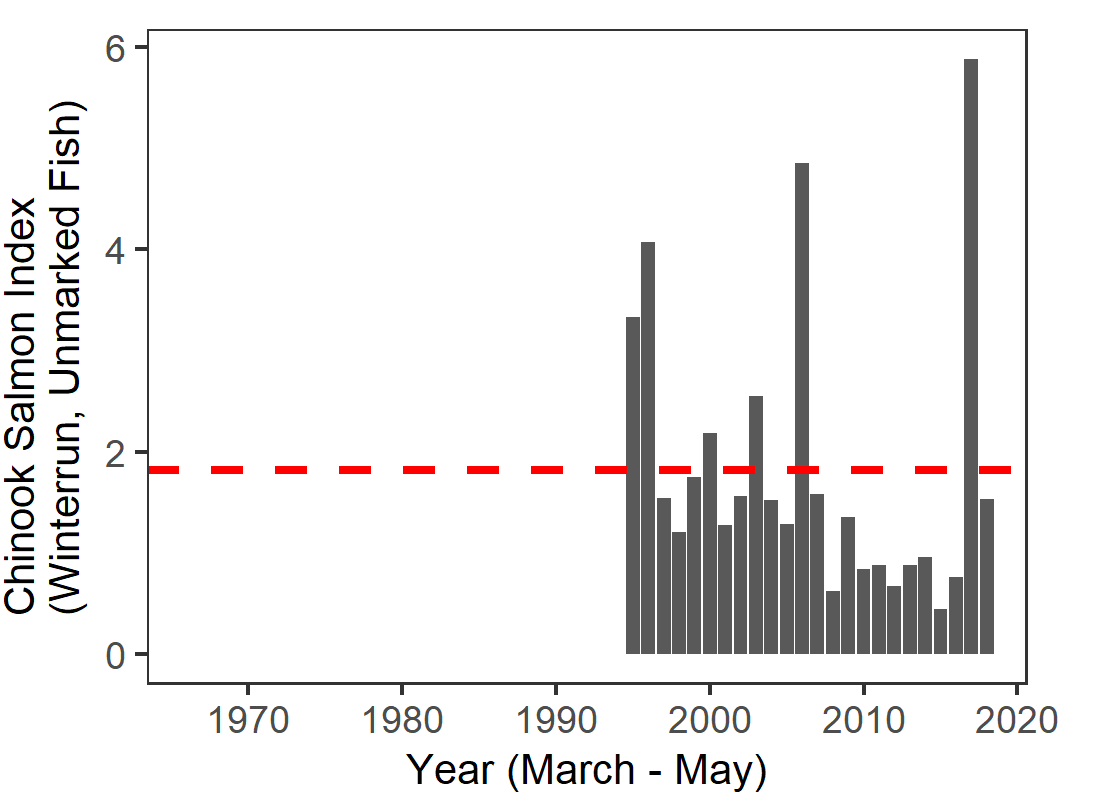 Chinook Salmon Index
(Winterrun, Unmarked Fish)
6
4
2
0
1970 1980 1990 2000 2010 2020
Year (March - May)